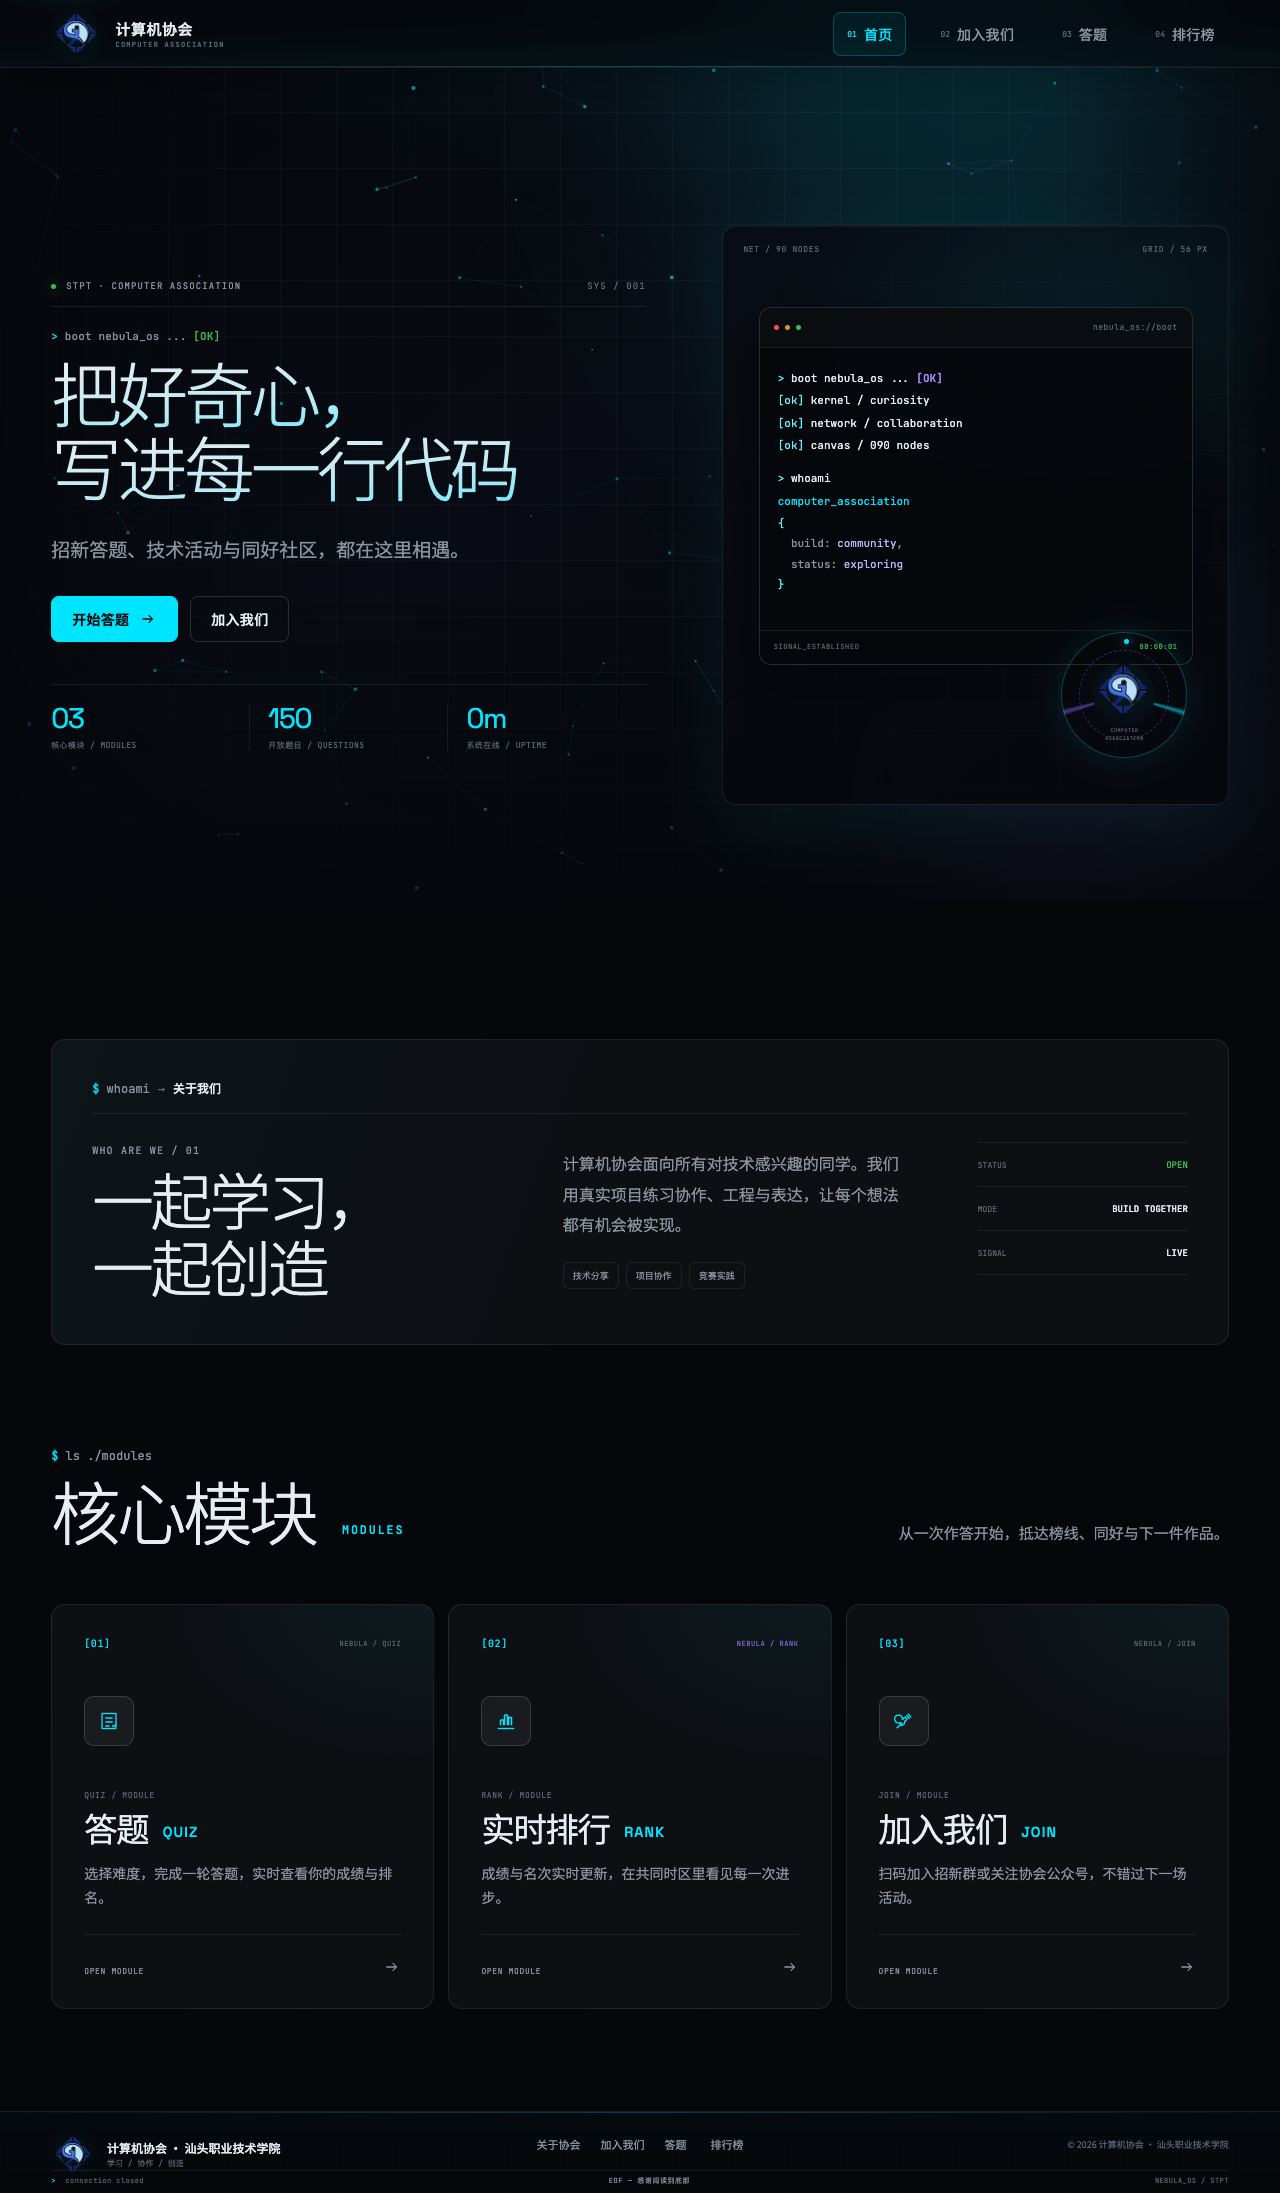 计算机协会
COMPUTER ASSOCIATION
01 首页
02 加入我们
03 答题
04 排行榜
STPT · COMPUTER ASSOCIATION
SYS / 001
> boot nebula_os ... [OK]
把好奇心，
写进每一行代码
招新答题、技术活动与同好社区，都在这里相遇。
开始答题 →
加入我们
03
核心模块 / MODULES
150
开放题目 / QUESTIONS
0m
系统在线 / UPTIME
NET / 90 NODES
GRID / 56 PX
nebula_os://boot
> boot nebula_os ... [OK]
[ok] kernel / curiosity
[ok] network / collaboration
[ok] canvas / 090 nodes
> whoami
computer_association
{
build: community,
status: exploring
}
SIGNAL_ESTABLISHED
00:00:01
COMPUTER
ASSOCIATION
$ whoami → 关于我们
WHO ARE WE / 01
一起学习，
一起创造
计算机协会面向所有对技术感兴趣的同学。我们
用真实项目练习协作、工程与表达，让每个想法
都有机会被实现。
技术分享
项目协作
竞赛实践
STATUS
OPEN
MODE
BUILD TOGETHER
SIGNAL
LIVE
$ ls ./modules
核心模块 MODULES
从一次作答开始，抵达榜线、同好与下一件作品。
[01]
NEBULA / QUIZ
QUIZ / MODULE
答题 QUIZ
选择难度，完成一轮答题，实时查看你的成绩与排
名。
OPEN MODULE →
[02]
NEBULA / RANK
RANK / MODULE
实时排行 RANK
成绩与名次实时更新，在共同时区里看见每一次进
步。
OPEN MODULE →
[03]
NEBULA / JOIN
JOIN / MODULE
加入我们 JOIN
扫码加入招新群或关注协会公众号，不错过下一场
活动。
OPEN MODULE →
计算机协会 · 汕头职业技术学院
学习 / 协作 / 创造
关于协会
加入我们
答题
排行榜
© 2026 计算机协会 · 汕头职业技术学院
> connection closed
EOF — 感谢阅读到底部
NEBULA_OS / STPT